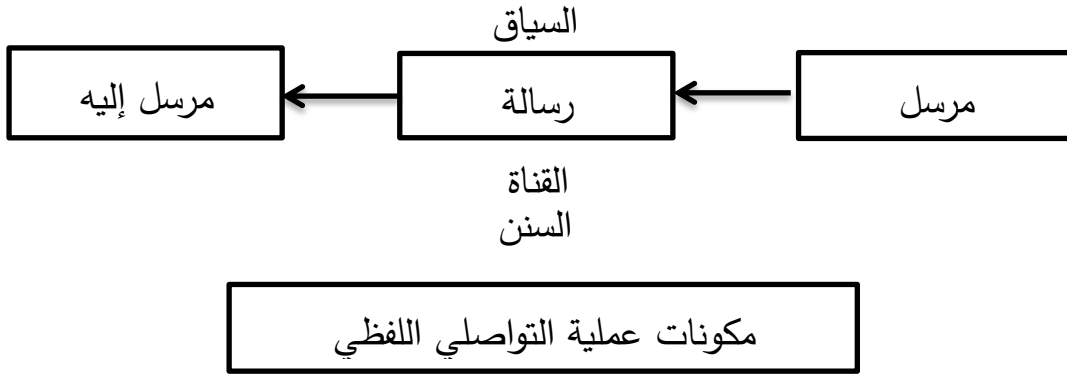 السياق
مرسل رسالة مرسل إليه
القناة
السنن
مكونات عملية التواصلي اللفظي